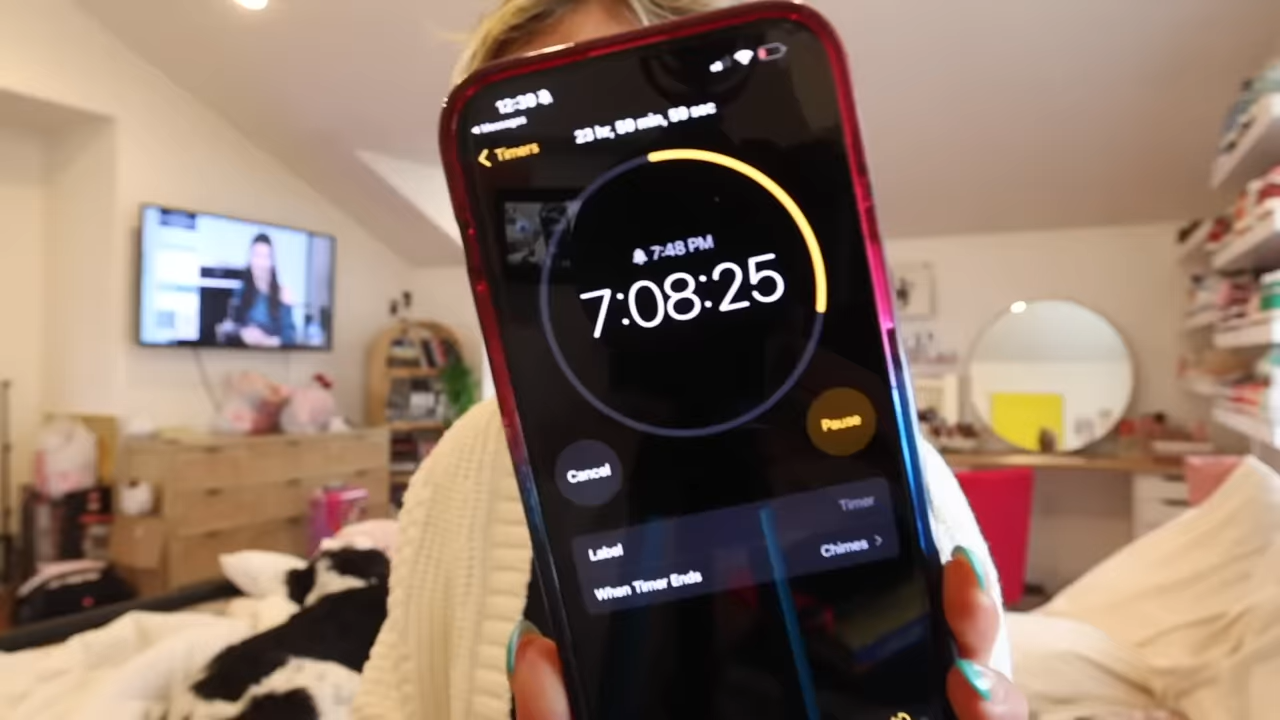 12:39
Messages
Timers
23 hr, 59 min, 59 sec
7:48 PM
7:08:25
Cancel
Pause
Label
Timer
When Timer Ends
Chimes